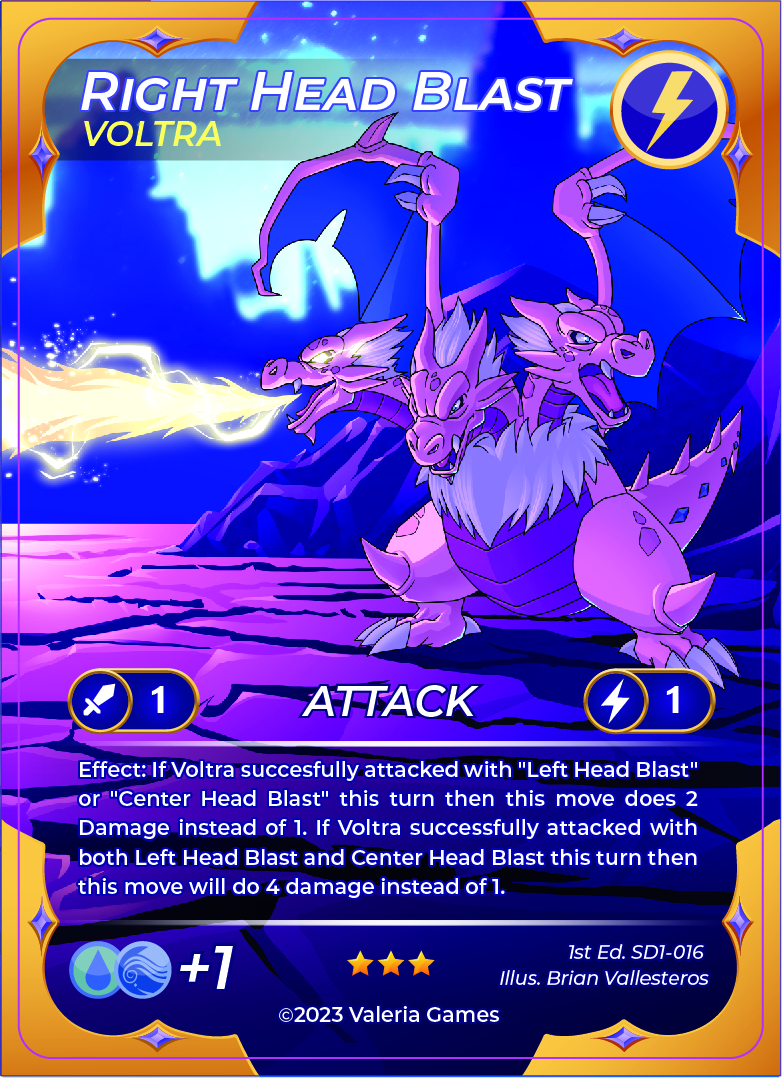 RIGHT HEAD BLAST
VOLTRA
1
ATTACK
1
Effect: If Voltra succesfully attacked with "Left Head Blast"
or "Center Head Blast" this turn then this move does 2
Damage instead of 1. If Voltra successfully attacked with
both Left Head Blast and Center Head Blast this turn then
this move will do 4 damage instead of 1.
+1
1st Ed. SD1-016
Illus. Brian Vallesteros
©2023 Valeria Games